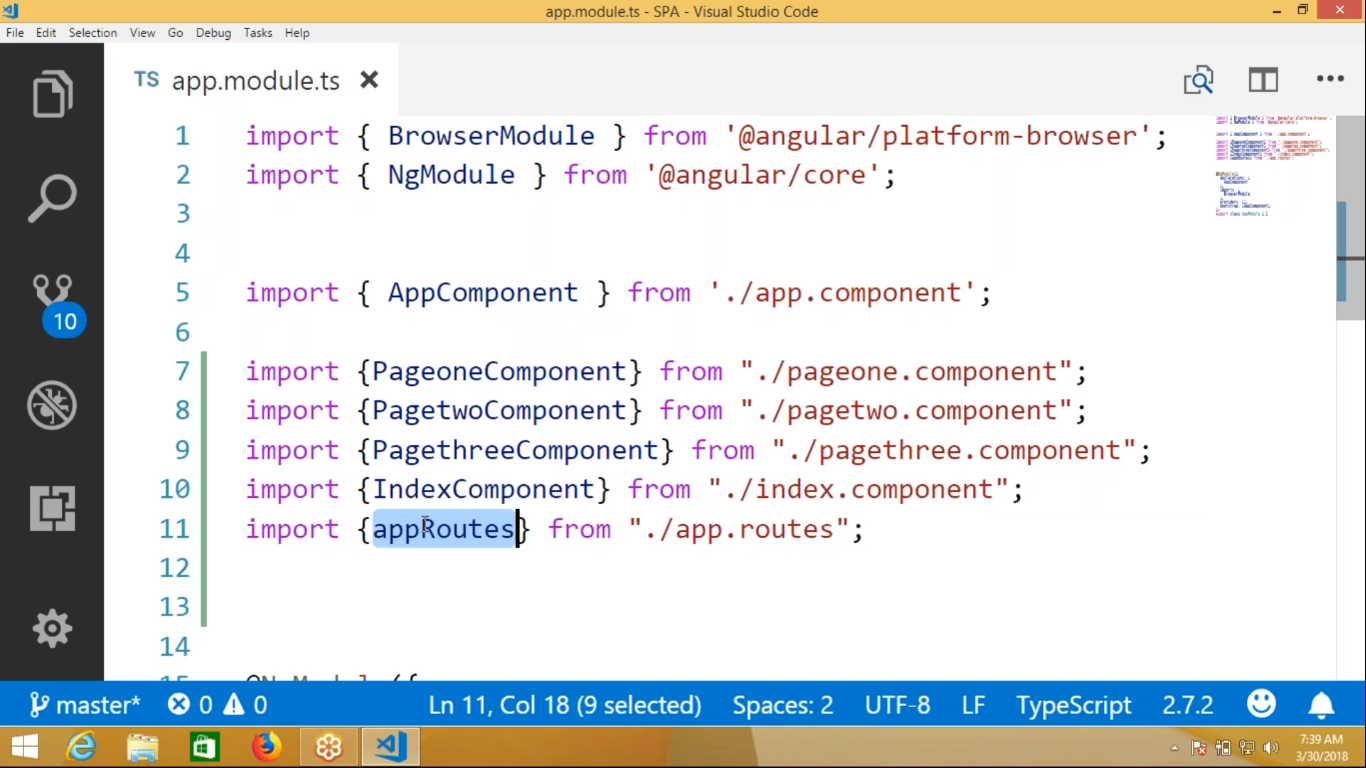 app.module.ts - SPA - Visual Studio Code
File Edit Selection View Go Debug Tasks Help
TS app.module.ts
1 import { BrowserModule } from '@angular/platform-browser';
2 import { NgModule } from '@angular/core';
3
4
5 import { AppComponent } from './app.component';
6
7 import {PageoneComponent} from "./pageone.component";
8 import {PagetwoComponent} from "./pagetwo.component";
9 import {PagethreeComponent} from "./pagethree.component";
10 import {IndexComponent} from "./index.component";
11 import {appRoutes} from "./app.routes";
12
13
14
10
master* 0 0 Ln 11, Col 18 (9 selected) Spaces: 2 UTF-8 LF TypeScript 2.7.2
7:39 AM
3/30/2018